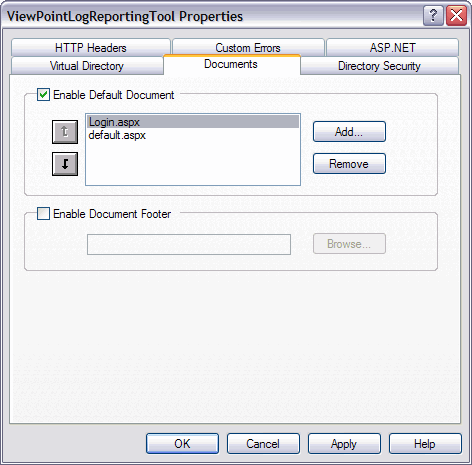 ViewPointLogReportingTool Properties
HTTP Headers
Custom Errors
ASP.NET
Virtual Directory
Documents
Directory Security
Enable Default Document
Login.aspx
default.aspx
Add...
Remove
Enable Document Footer
Browse...
OK
Cancel
Apply
Help